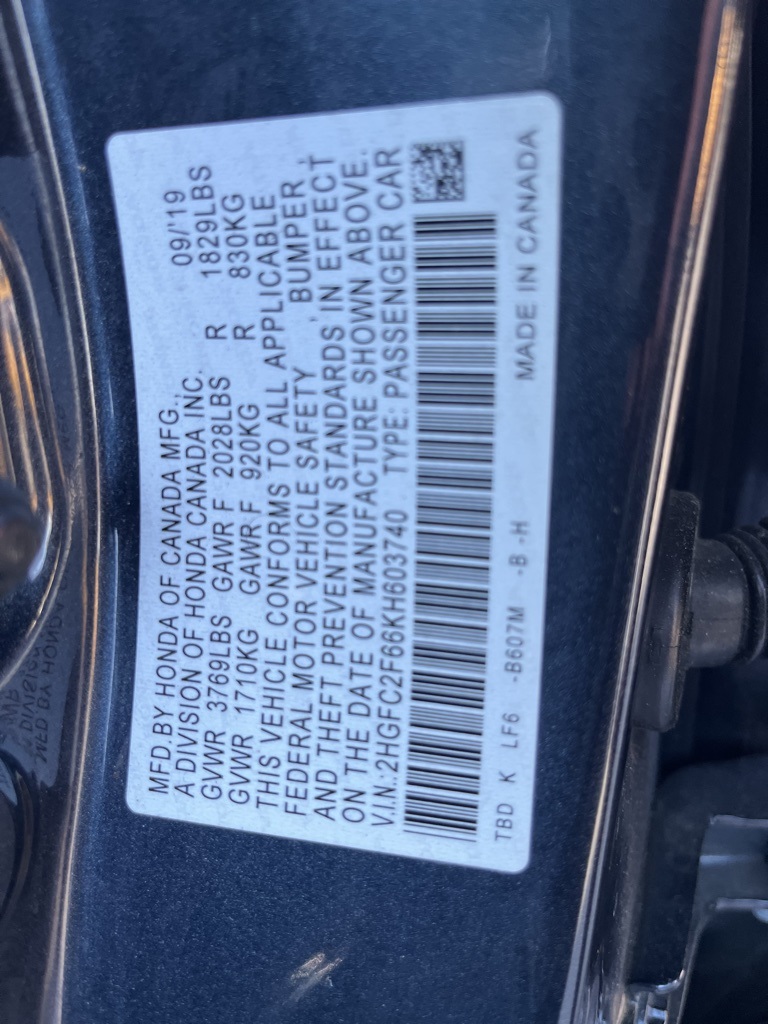 MFD.BY HONDA OF CANADA MFG.,
A DIVISION OF HONDA CANADA INC. 09/'19
GVWR 3769LBS GAWR F 2028LBS R 1829LBS
GVWR 1710KG GAWR F 920KG R 830KG
THIS VEHICLE CONFORMS TO ALL APPLICABLE
FEDERAL MOTOR VEHICLE SAFETY, BUMPER,
AND THEFT PREVENTION STANDARDS IN EFFECT
ON THE DATE OF MANUFACTURE SHOWN ABOVE.
V.I.N.:2HGFC2F66KH603740 TYPE: PASSENGER CAR
TBD K LF6 -B607M -B -H MADE IN CANADA